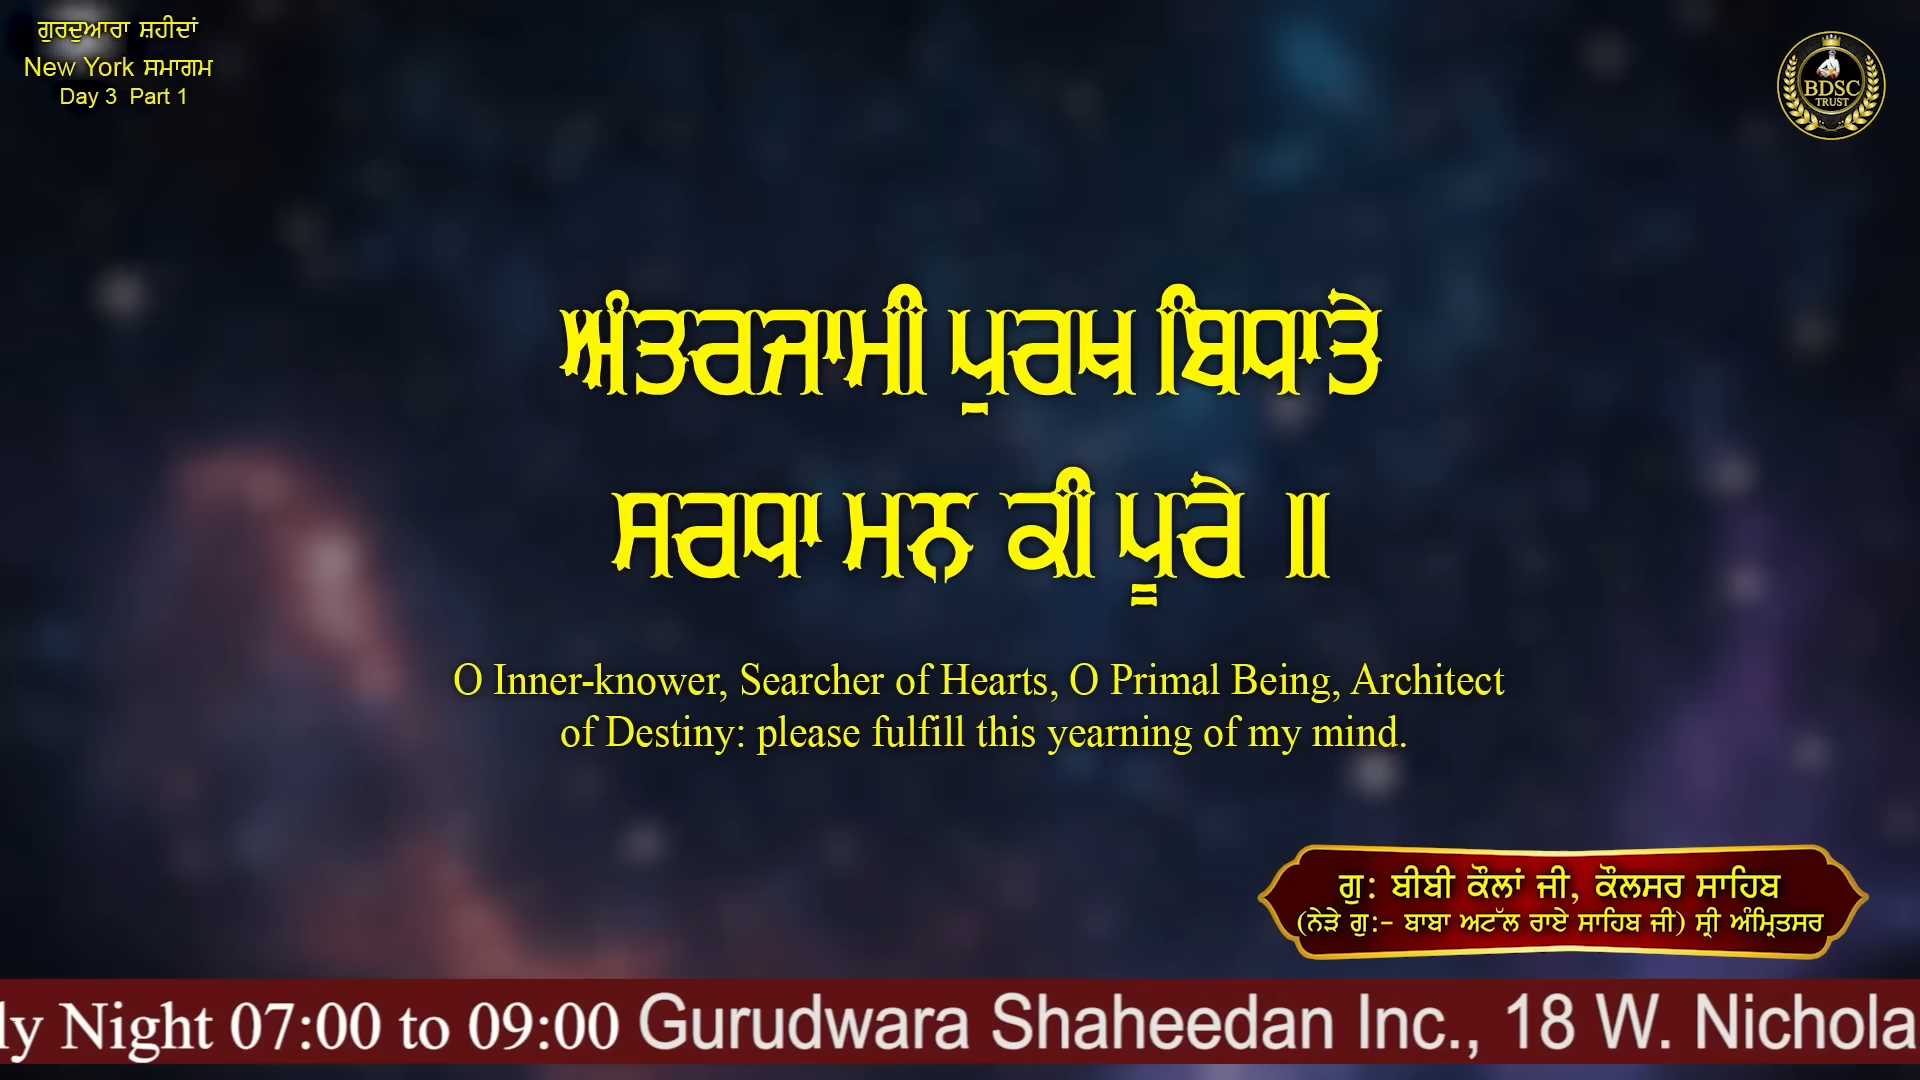 ਗੁਰਦੁਆਰਾ ਸ਼ਹੀਦਾਂ
New York ਸਮਾਗਮ
Day 3 Part 1
BDSC
TRUST
ਅੰਤਰਜਾਮੀ ਪੁਰਖ ਬਿਧਾਤੇ
ਸਰਧਾ ਮਨ ਕੀ ਪੂਰੇ ॥
O Inner-knower, Searcher of Hearts, O Primal Being, Architect
of Destiny: please fulfill this yearning of my mind.
ਗੁ: ਬੀਬੀ ਕੌਲਾਂ ਜੀ, ਕੌਲਸਰ ਸਾਹਿਬ
(ਨੇੜੇ ਗੁ:- ਬਾਬਾ ਅਟੱਲ ਰਾਏ ਸਾਹਿਬ ਜੀ) ਸ੍ਰੀ ਅੰਮ੍ਰਿਤਸਰ
ly Night 07:00 to 09:00 Gurudwara Shaheedan Inc., 18 W. Nichola